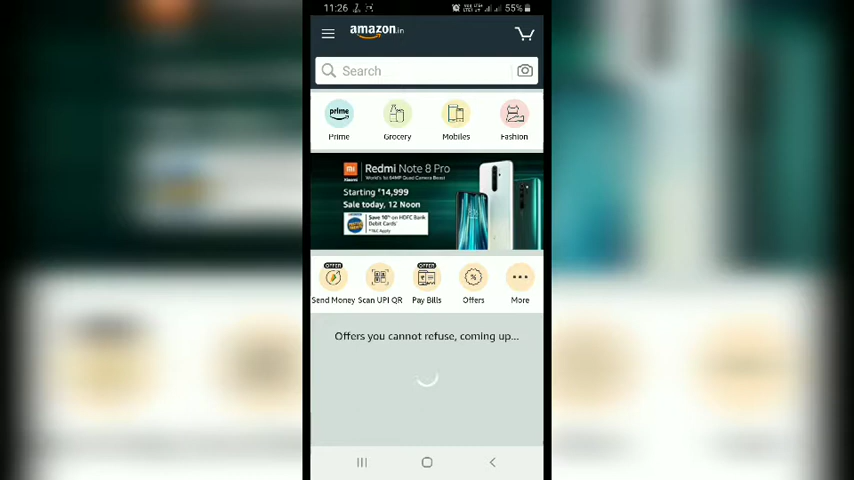 11:26
55%
amazon.in
Search
prime
Prime
Grocery
Mobiles
Fashion
Redmi Note 8 Pro
World's 1st 64MP Quad Camera Beast
Starting ₹14,999
Sale today, 12 Noon
Save 10* on HDFC Bank
Debit Cards
*T&C Apply
OFFER
OFFER
Send Money
Scan UPI QR
Pay Bills
Offers
More
Offers you cannot refuse, coming up...